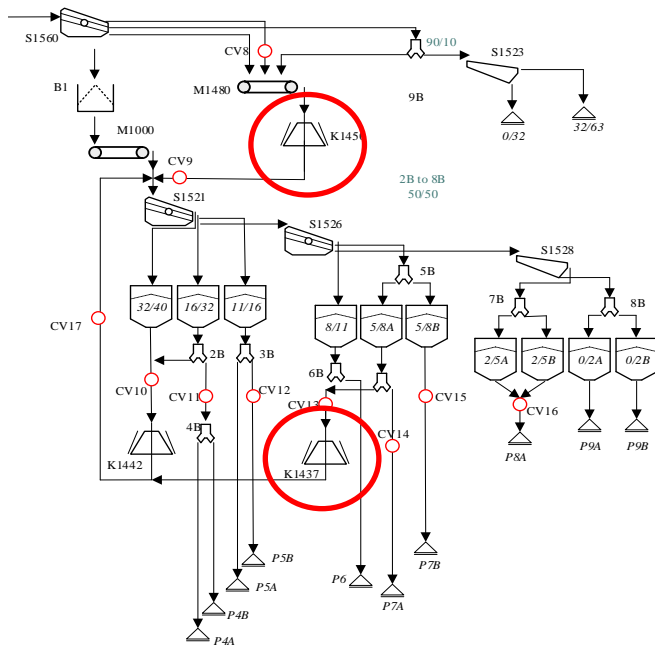 S1560
CV8
90/10
S1523
B1
M1480
9B
0/32
32/63
M1000
CV9
2B to 8B
50/50
S1521
S1526
S1528
5B
7B
8B
32/40
16/32
11/16
8/11
5/8A
5/8B
2/5A
2/5B
0/2A
0/2B
CV17
2B
3B
6B
CV10
CV11
CV12
CV13
CV15
CV16
4B
CV14
P8A
P9A
P9B
K1442
K1437
P5B
P7B
P5A
P6
P7A
P4B
P4A